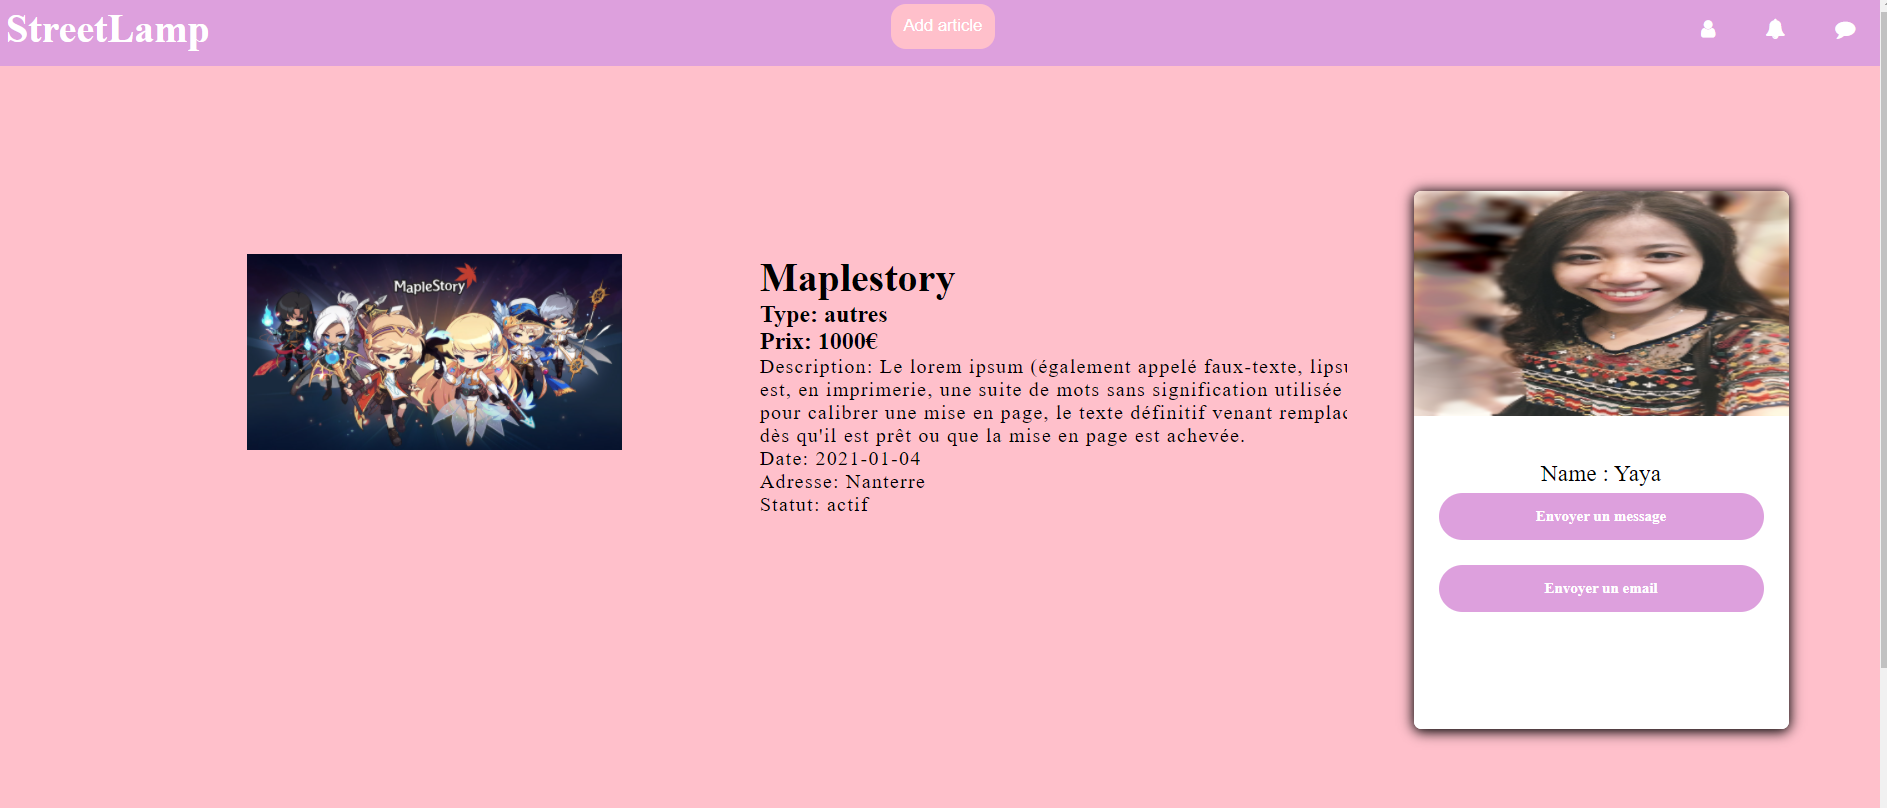 StreetLamp
Add article
MapleStory
Maplestory
Type: autres
Prix: 1000€
Description: Le lorem ipsum (également appelé faux-texte,
est, en imprimerie, une suite de mots sans signification utilisée
pour calibrer une mise en page, le texte définitif venant
dès qu'il est prêt ou que la mise en page est achevée.
Date: 2021-01-04
Adresse: Nanterre
Statut: actif
Name : Yaya
Envoyer un message
Envoyer un email